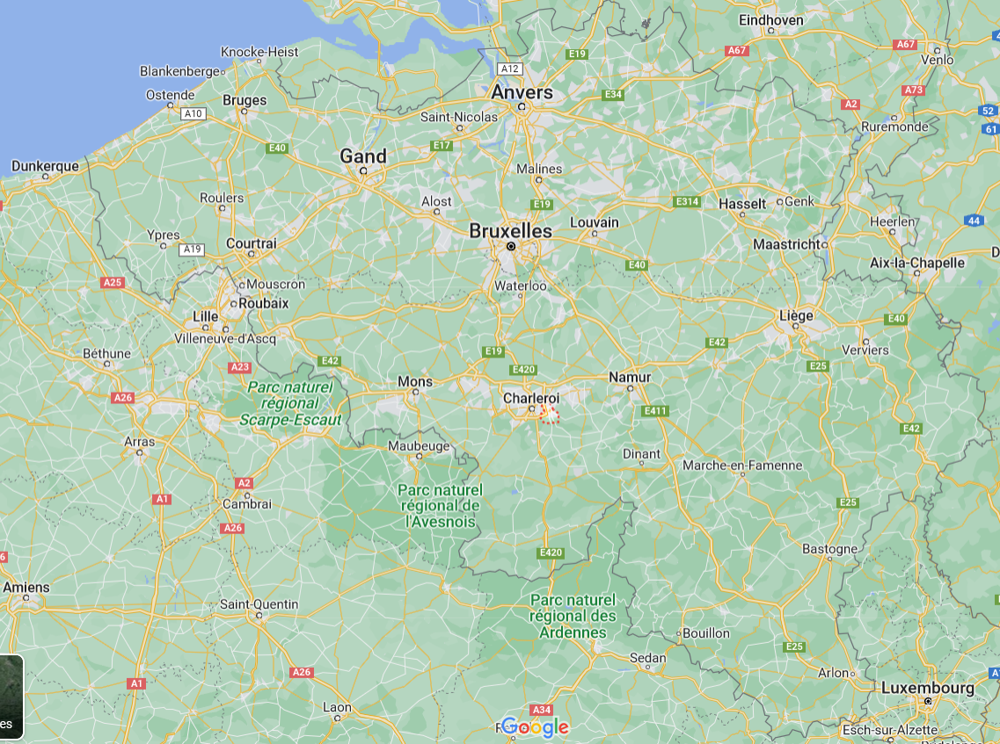 Eindhoven
Knocke-Heist
E19
A67
A67
Venlo
Blankenberge
A12
Ostende
Bruges
Anvers
E34
A73
A2
52
A10
Saint-Nicolas
Ruremonde
61
E40
E17
Dunkerque
Gand
Malines
Roulers
Alost
E19
E314
Hasselt
Genk
44
Ypres
Courtrai
Bruxelles
Louvain
Heerlen
Maastricht
A19
E40
Aix-la-Chapelle
A25
Mouscron
Waterloo
Roubaix
Lille
Villeneuve-d'Ascq
Liège
E40
E42
Verviers
Béthune
E42
E19
E25
A23
E420
Mons
Namur
Parc naturel
régional
Scarpe-Escaut
A26
Charleroi
E411
E42
Arras
Maubeuge
Dinant
Marche-en-Famenne
A2
Parc naturel
régional de
l'Avesnois
A1
Cambrai
E25
A26
Bastogne
E420
6
Amiens
Saint-Quentin
Parc naturel
régional des
Ardennes
Bouillon
E25
Sedan
A26
Arlon
A1
Luxembourg
Laon
A34
Google
es
Esch-sur-Alzette